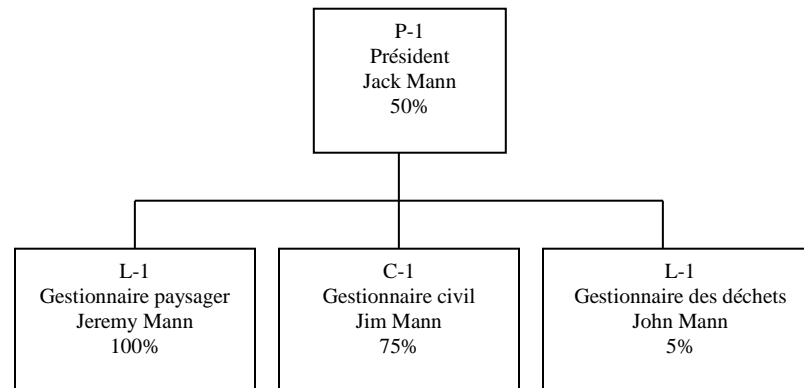 P-1
Président
Jack Mann
50%
L-1
Gestionnaire paysager
Jeremy Mann
100%
C-1
Gestionnaire civil
Jim Mann
75%
L-1
Gestionnaire des déchets
John Mann
5%